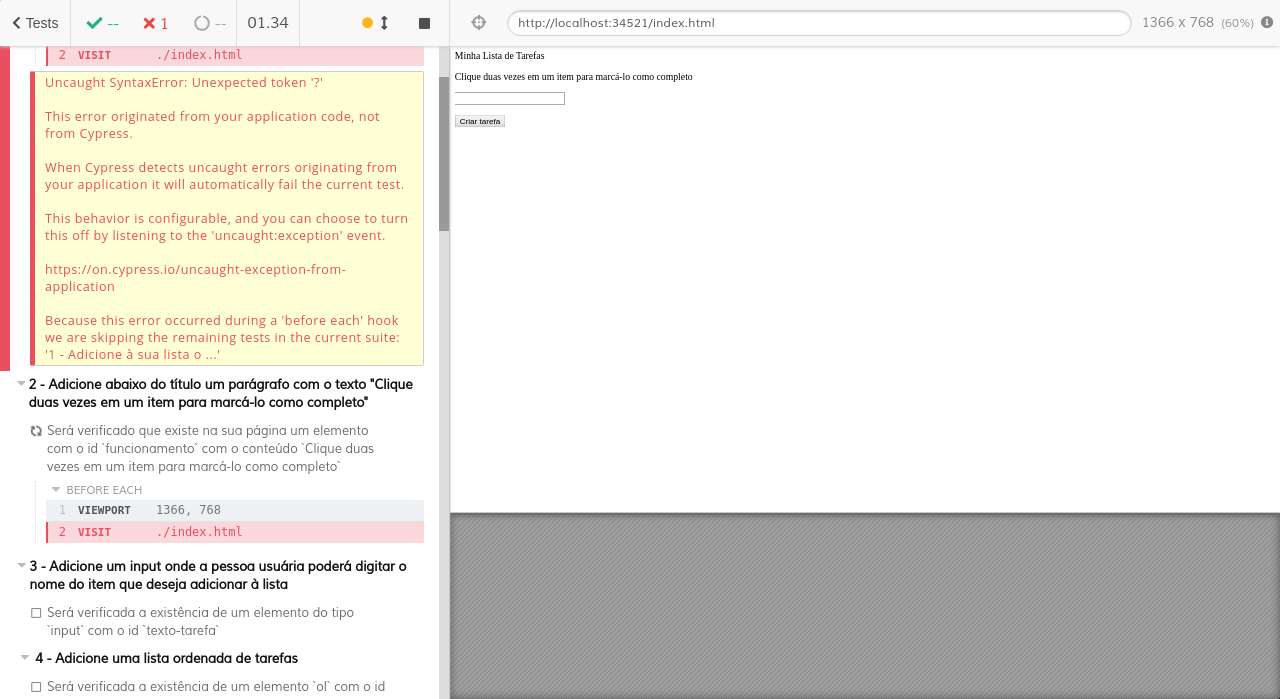 Tests
--
1
--
01.34
http://localhost:34521/index.html
1366 x 768 (60%)
2 VISIT ./index.html
Uncaught SyntaxError: Unexpected token '?'
This error originated from your application code, not
from Cypress.
When Cypress detects uncaught errors originating from
your application it will automatically fail the current test.
This behavior is configurable, and you can choose to turn
this off by listening to the 'uncaught:exception' event.
https://on.cypress.io/uncaught-exception-from-
application
Because this error occurred during a 'before each' hook
we are skipping the remaining tests in the current suite:
'1 - Adicione à sua lista o ...'
2 - Adicione abaixo do título um parágrafo com o texto "Clique
duas vezes em um item para marcá-lo como completo"
Será verificado que existe na sua página um elemento
com o id `funcionamento` com o conteúdo `Clique duas
vezes em um item para marcá-lo como completo`
BEFORE EACH
1 VIEWPORT 1366, 768
2 VISIT ./index.html
3 - Adicione um input onde a pessoa usuária poderá digitar o
nome do item que deseja adicionar à lista
Será verificada a existência de um elemento do tipo
`input` com o id `texto-tarefa`
4 - Adicione uma lista ordenada de tarefas
Será verificada a existência de um elemento `ol` com o id
Minha Lista de Tarefas
Clique duas vezes em um item para marcá-lo como completo
Criar tarefa